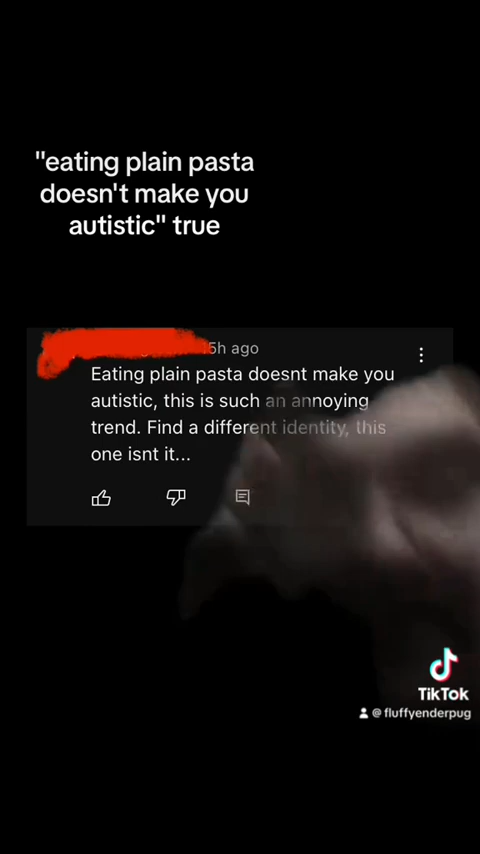 "eating plain pasta
doesn't make you
autistic" true
5h ago
Eating plain pasta doesnt make you
autistic, this is such an annoying
trend. Find a different identity, this
one isnt it...
TikTok
@fluffyenderpug